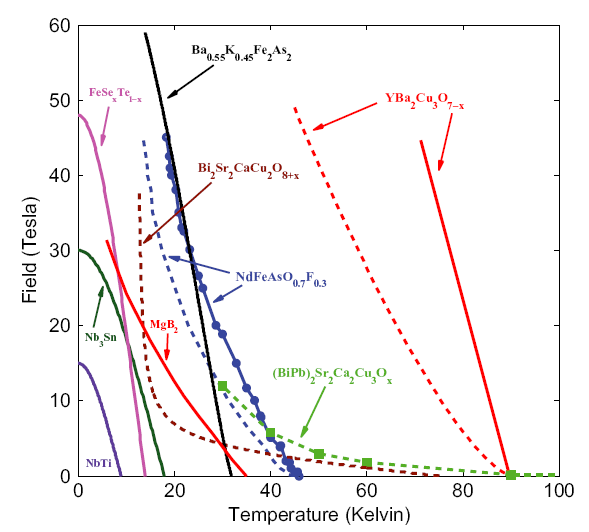 60
Ba0.55K0.45Fe2As2
FeSexTe1-x
50
YBa2Cu3O7-x
40
Bi2Sr2CaCu2O8+x
Field (Tesla)
30
NdFeAsO0.7F0.3
20
MgB2
Nb3Sn
(BiPb)2Sr2Ca2Cu3Ox
10
NbTi
0
0 20 40 60 80 100
Temperature (Kelvin)